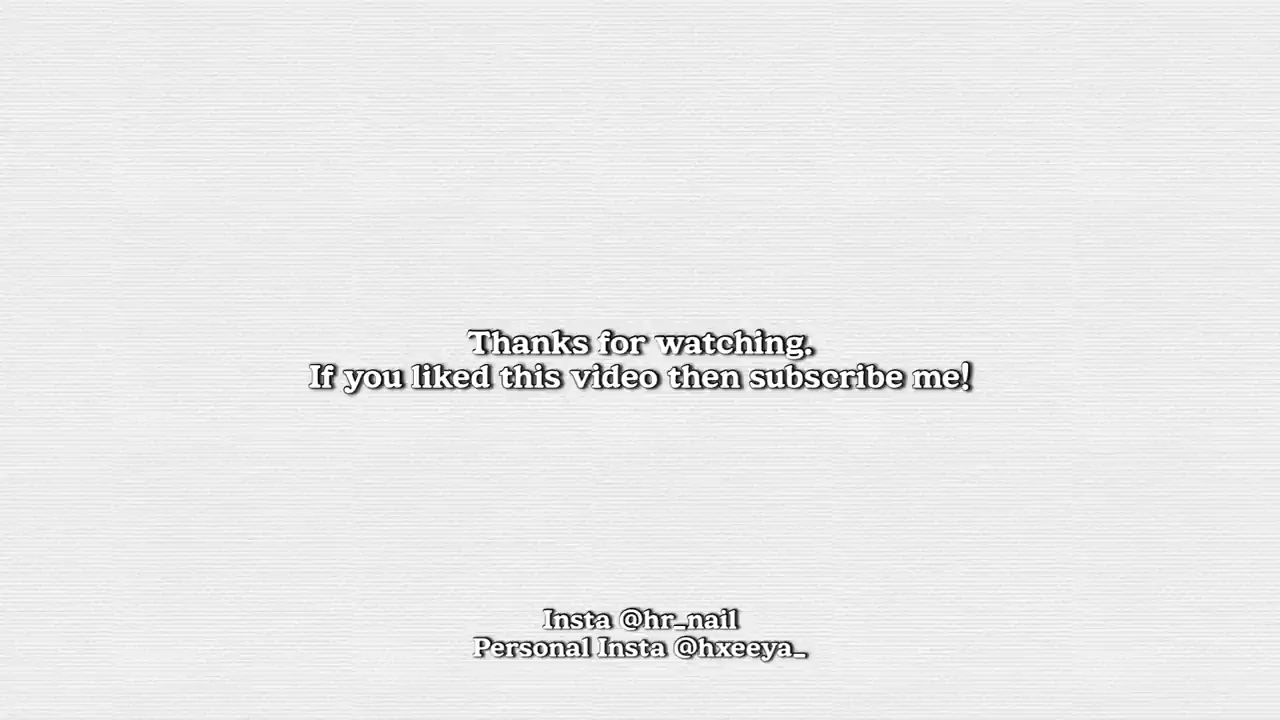 Thanks for watching.
If you liked this video then subscribe me!
Insta @hr_nail
Personal Insta @hxeeya_